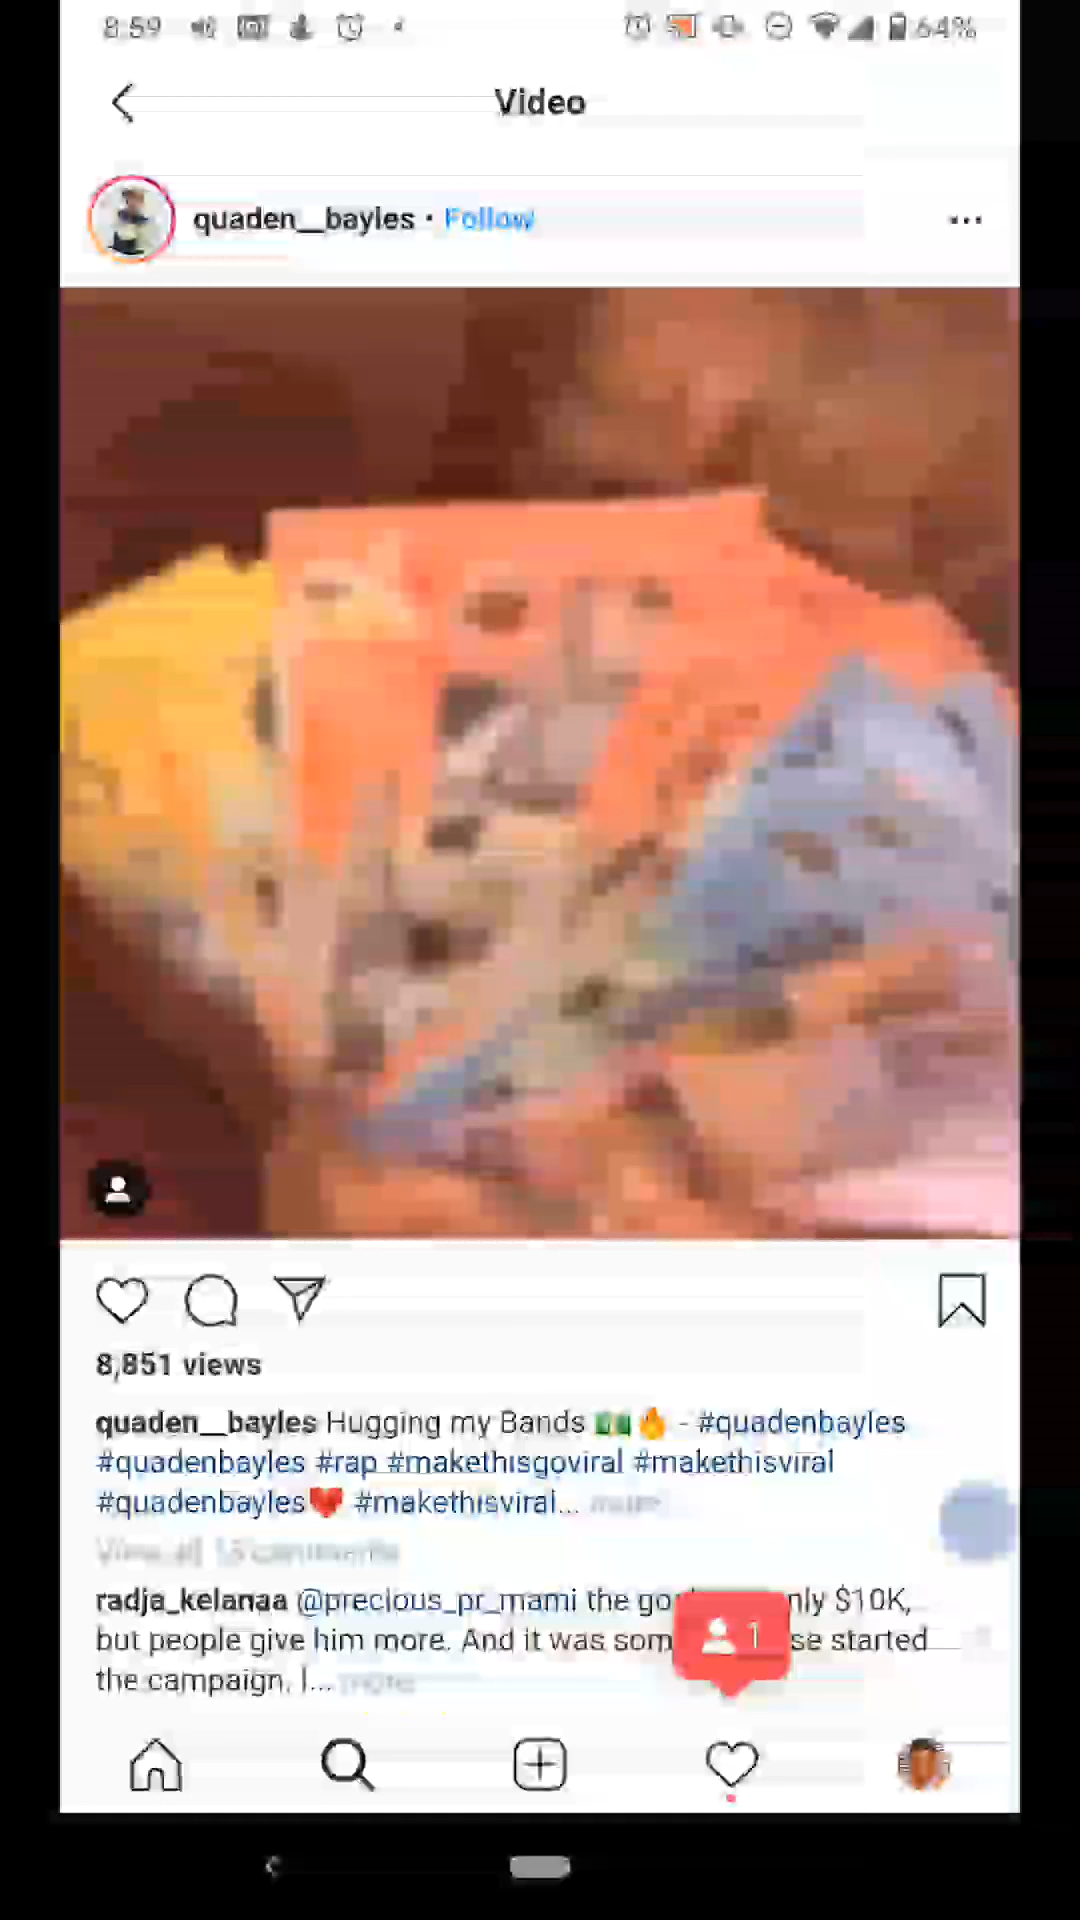 8:59
64%
Video
quaden__bayles • Follow
8,851 views
quaden__bayles Hugging my Bands 💵🔥 - #quadenbayles
#quadenbayles #rap #makethisgoviral #makethisviral
#quadenbayles❤️ #makethisviral... more
View all 13 comments
radja_kelanaa @precious_pr_mami the nly $10K,
but people give him more. And it was som se started
the campaign, I... more
1